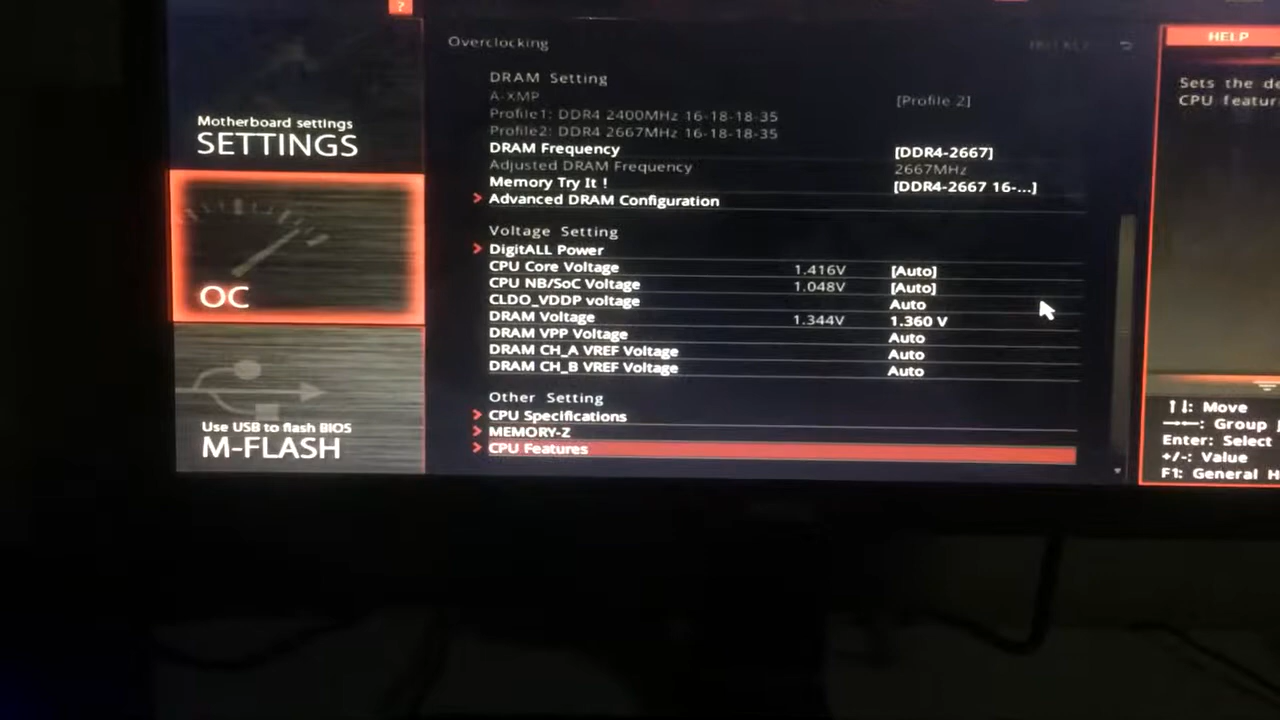 ?
Motherboard settings
SETTINGS
OC
Use USB to flash BIOS
M-FLASH
Overclocking
DRAM Setting
A-XMP [Profile 2]
Profile1: DDR4 2400MHz 16-18-18-35
Profile2: DDR4 2667MHz 16-18-18-35
DRAM Frequency [DDR4-2667]
Adjusted DRAM Frequency 2667MHz
Memory Try It ! [DDR4-2667 16-...]
> Advanced DRAM Configuration
Voltage Setting
> DigitALL Power
CPU Core Voltage 1.416V [Auto]
CPU NB/SoC Voltage 1.048V [Auto]
CLDO_VDDP voltage Auto
DRAM Voltage 1.344V 1.360 V
DRAM VPP Voltage Auto
DRAM CH_A VREF Voltage Auto
DRAM CH_B VREF Voltage Auto
Other Setting
> CPU Specifications
> MEMORY-Z
> CPU Features
HELP
Sets the de
CPU featur
↑↓: Move
→←: Group
Enter: Select
+/-: Value
F1: General H